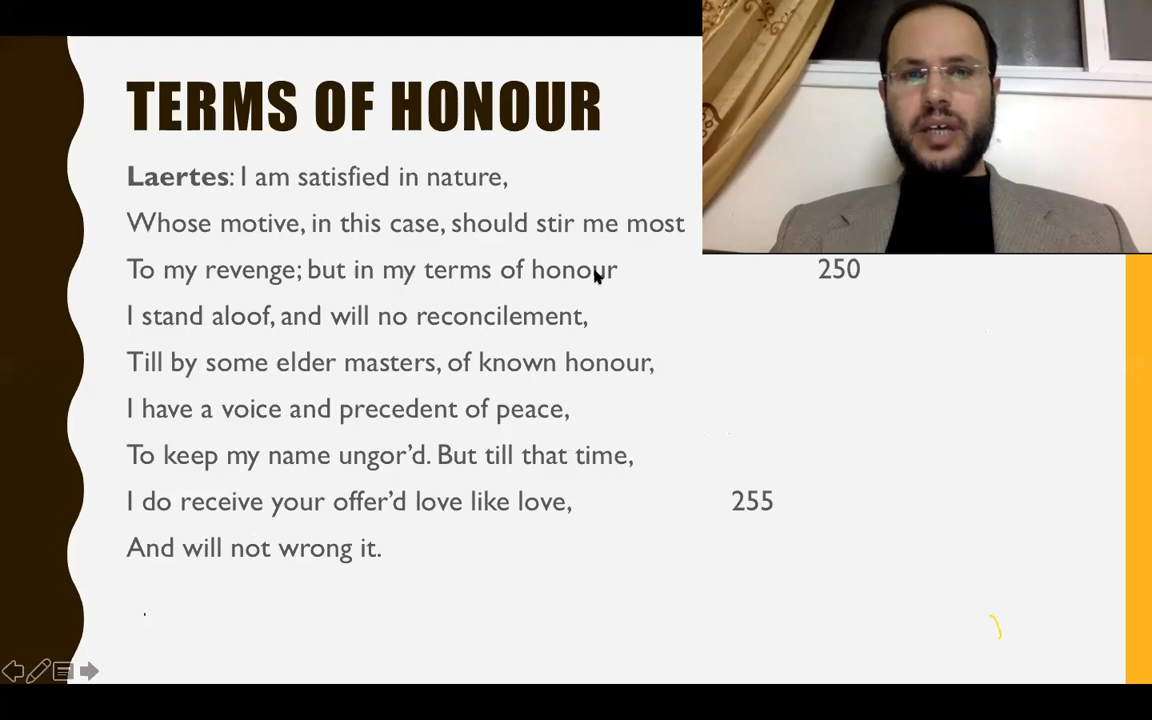 TERMS OF HONOUR
Laertes: I am satisfied in nature,
Whose motive, in this case, should stir me most
To my revenge; but in my terms of honour 250
I stand aloof, and will no reconcilement,
Till by some elder masters, of known honour,
I have a voice and precedent of peace,
To keep my name ungor’d. But till that time,
I do receive your offer’d love like love, 255
And will not wrong it.